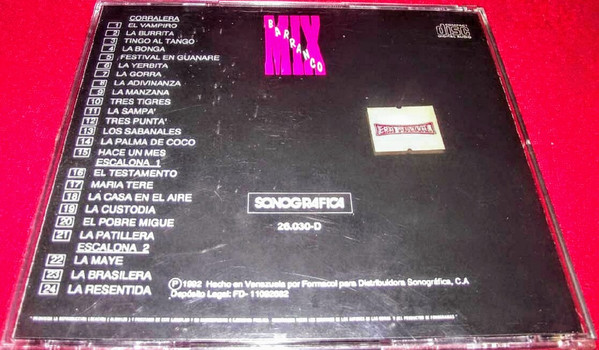 CORRALERA
1 EL VAMPIRO
2 LA BURRITA
3 TINGO AL TANGO
4 LA BONGA
5 FESTIVAL EN GUANARE
6 LA YERBITA
7 LA GORRA
8 LA ADIVINANZA
9 LA MANZANA
10 TRES TIGRES
11 LA SAMPA'
12 TRES PUNTA'
13 LOS SABANALES
14 LA PALMA DE COCO
15 HACE UN MES
ESCALONA 1
16 EL TESTAMENTO
17 MARIA TERE
18 LA CASA EN EL AIRE
19 LA CUSTODIA
20 EL POBRE MIGUE
21 LA PATILLERA
ESCALONA 2
22 LA MAYE
23 LA BRASILERA
24 LA RESENTIDA
MIX
BARRANCO
COMPACT
disc
DIGITAL AUDIO
SONOGRAFICA
26.030-D
Ⓟ1992 Hecho en Venezuela por Formacol para Distribuidora Sonográfica, C.A
Depósito Legal: FD-